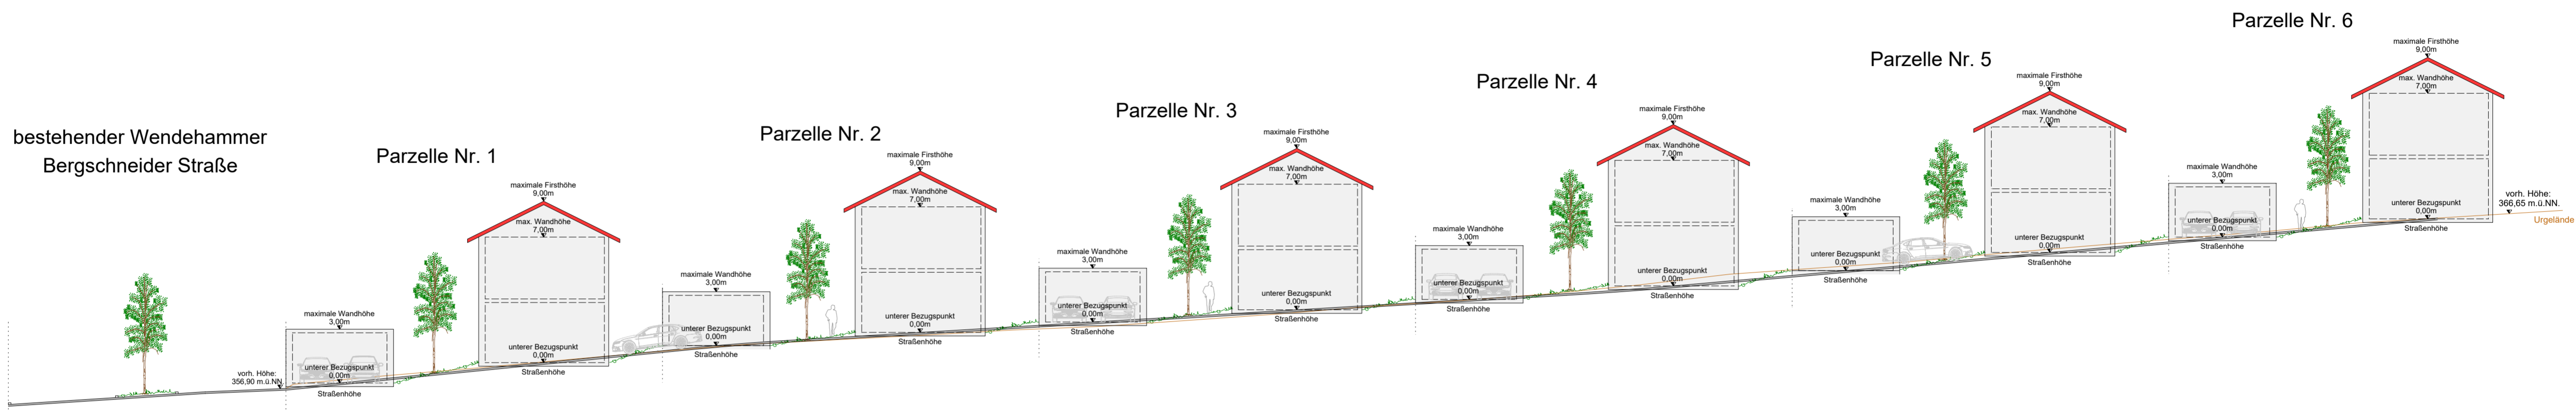 bestehender Wendehammer
Bergschneider Straße
vorh. Höhe:
356,90 m.ü.NN.
maximale Wandhöhe
3,00m
unterer Bezugspunkt
0,00m
Straßenhöhe
Parzelle Nr. 1
maximale Firsthöhe
9,00m
max. Wandhöhe
7,00m
unterer Bezugspunkt
0,00m
Straßenhöhe
maximale Wandhöhe
3,00m
unterer Bezugspunkt
0,00m
Straßenhöhe
Parzelle Nr. 2
maximale Firsthöhe
9,00m
max. Wandhöhe
7,00m
unterer Bezugspunkt
0,00m
Straßenhöhe
maximale Wandhöhe
3,00m
unterer Bezugspunkt
0,00m
Straßenhöhe
Parzelle Nr. 3
maximale Firsthöhe
9,00m
max. Wandhöhe
7,00m
unterer Bezugspunkt
0,00m
Straßenhöhe
maximale Wandhöhe
3,00m
unterer Bezugspunkt
0,00m
Straßenhöhe
Parzelle Nr. 4
maximale Firsthöhe
9,00m
max. Wandhöhe
7,00m
unterer Bezugspunkt
0,00m
Straßenhöhe
maximale Wandhöhe
3,00m
unterer Bezugspunkt
0,00m
Straßenhöhe
Parzelle Nr. 5
maximale Firsthöhe
9,00m
max. Wandhöhe
7,00m
unterer Bezugspunkt
0,00m
Straßenhöhe
maximale Wandhöhe
3,00m
unterer Bezugspunkt
0,00m
Straßenhöhe
Parzelle Nr. 6
maximale Firsthöhe
9,00m
max. Wandhöhe
7,00m
unterer Bezugspunkt
0,00m
Straßenhöhe
vorh. Höhe:
366,65 m.ü.NN.
Urgelände